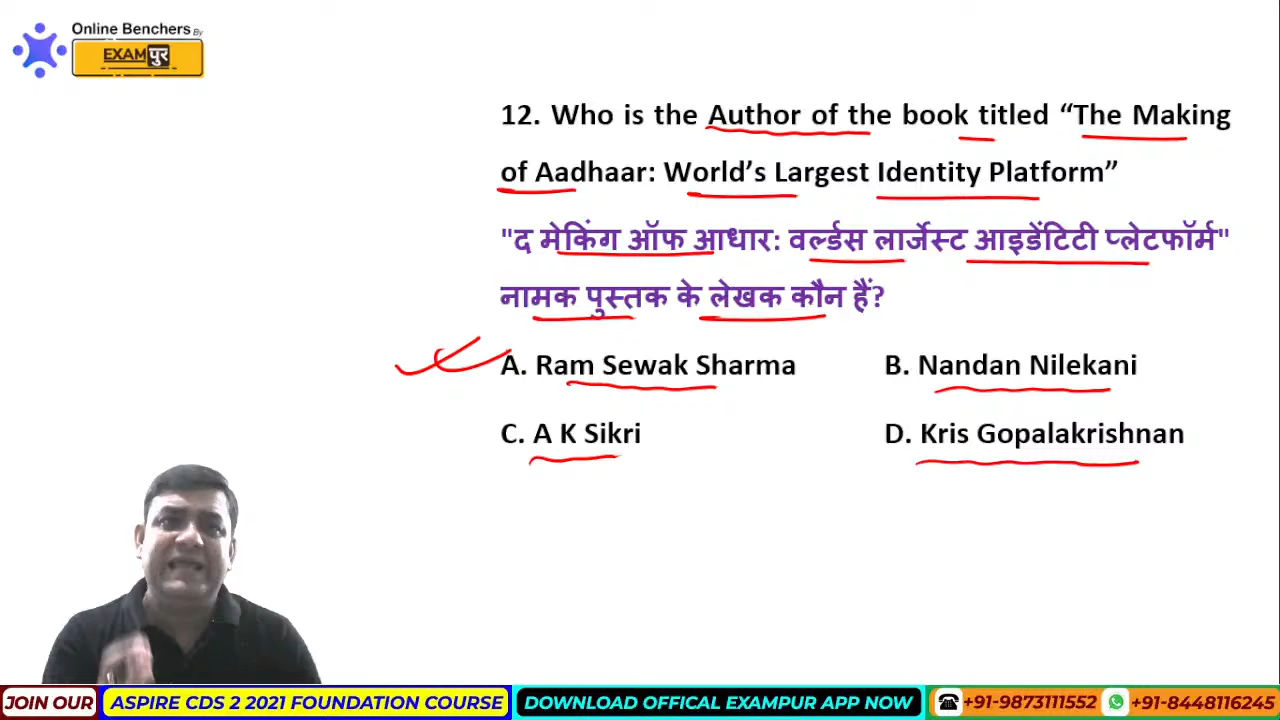 Online Benchers By
EXAMपुर
12. Who is the Author of the book titled “The Making
of Aadhaar: World’s Largest Identity Platform”
"द मेकिंग ऑफ आधार: वर्ल्डस लार्जेस्ट आइडेंटिटी प्लेटफॉर्म"
नामक पुस्तक के लेखक कौन हैं?
A. Ram Sewak Sharma B. Nandan Nilekani
C. A K Sikri D. Kris Gopalakrishnan
JOIN OUR ASPIRE CDS 2 2021 FOUNDATION COURSE DOWNLOAD OFFICAL EXAMPUR APP NOW +91-9873111552 +91-8448116245